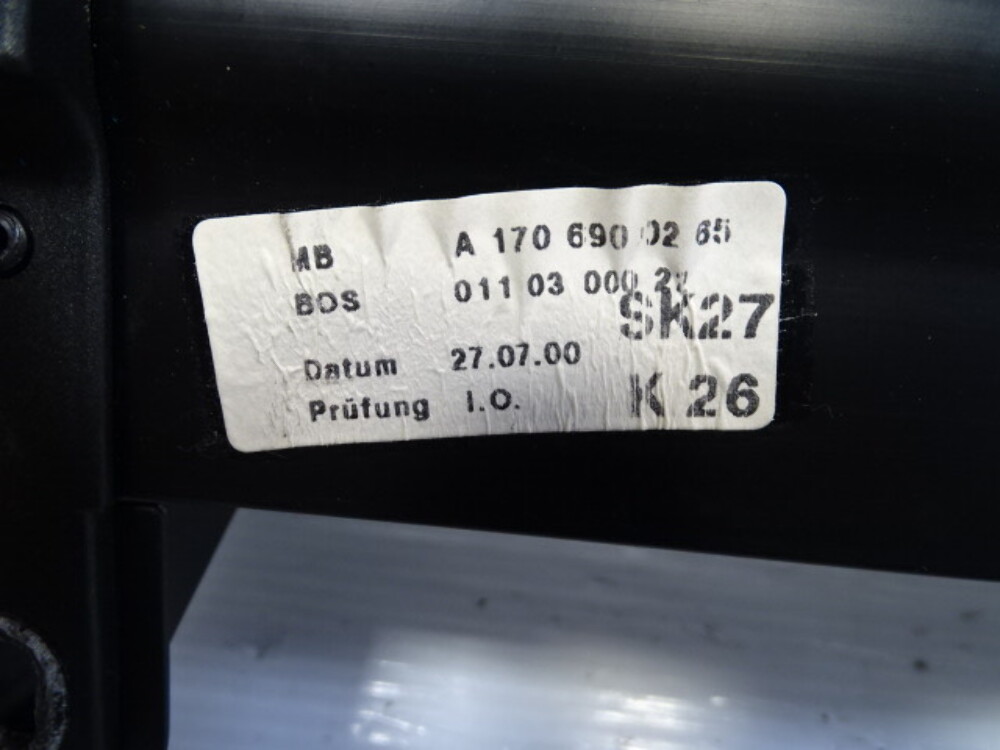 MB A 170 690 02 65
BOS 011 03 000
SK27
Datum 27.07.00
Prüfung I.O.
K 26